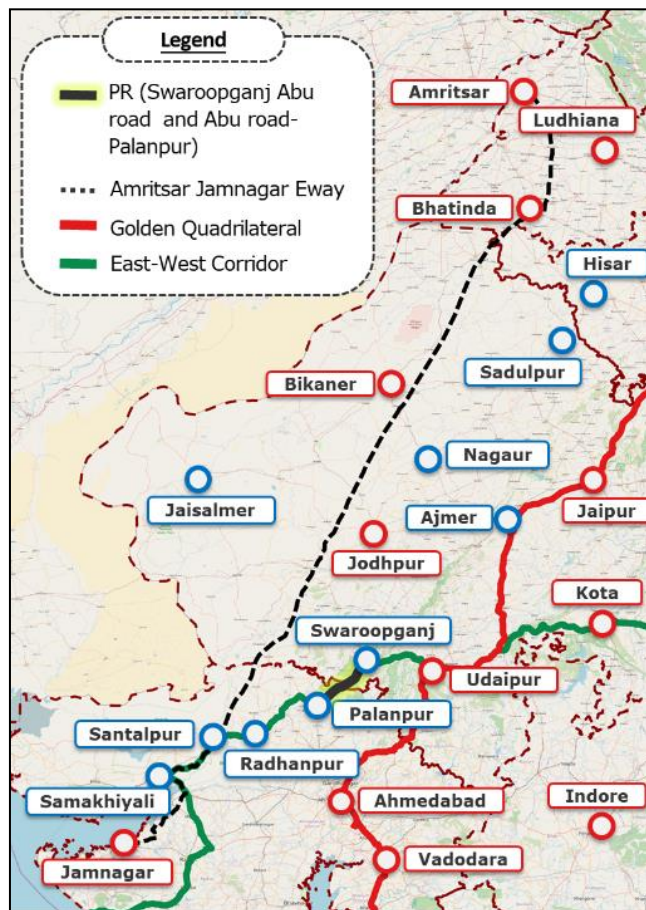 Legend
PR (Swaroopganj Abu
road and Abu road-
Palanpur)
Amritsar Jamnagar Eway
Golden Quadrilateral
East-West Corridor
Amritsar
Ludhiana
Bhatinda
Hisar
Sadulpur
Bikaner
Nagaur
Jaisalmer
Ajmer
Jaipur
Jodhpur
Kota
Swaroopganj
Udaipur
Palanpur
Santalpur
Radhanpur
Samakhiyali
Ahmedabad
Indore
Jamnagar
Vadodara